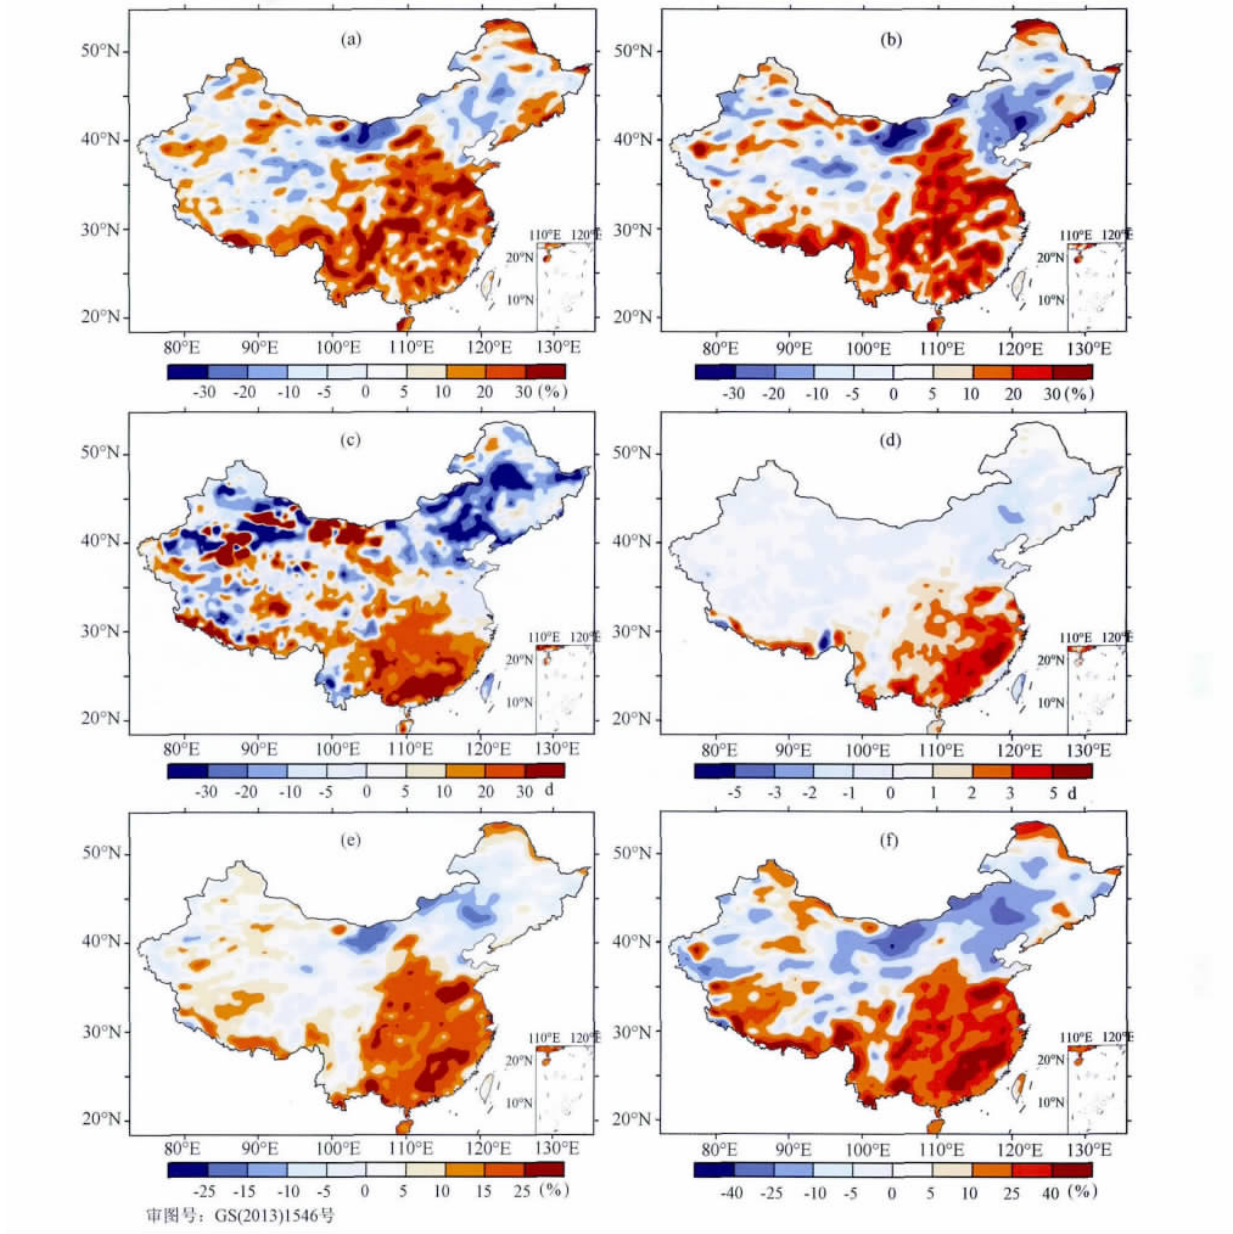 (a) (b)
50°N 50°N
40°N 40°N
30°N 30°N
110°E 120°E 110°E 120°E
20°N 20°N
10°N 10°N
20°N 20°N
80°E 90°E 100°E 110°E 120°E 130°E 80°E 90°E 100°E 110°E 120°E 130°E
-30 -20 -10 -5 0 5 10 20 30 (%) -30 -20 -10 -5 0 5 10 20 30 (%)
(c) (d)
50°N 50°N
40°N 40°N
30°N 30°N
110°E 120°E 110°E 120°E
20°N 20°N
10°N 10°N
20°N 20°N
80°E 90°E 100°E 110°E 120°E 130°E 80°E 90°E 100°E 110°E 120°E 130°E
-30 -20 -10 -5 0 5 10 20 30 d -5 -3 -2 -1 0 1 2 3 5 d
(e) (f)
50°N 50°N
40°N 40°N
30°N 30°N
110°E 120°E 110°E 120°E
20°N 20°N
10°N 10°N
20°N 20°N
80°E 90°E 100°E 110°E 120°E 130°E 80°E 90°E 100°E 110°E 120°E 130°E
-25 -15 -10 -5 0 5 10 15 25 (%) -40 -25 -10 -5 0 5 10 25 40 (%)
审图号：GS(2013)1546号